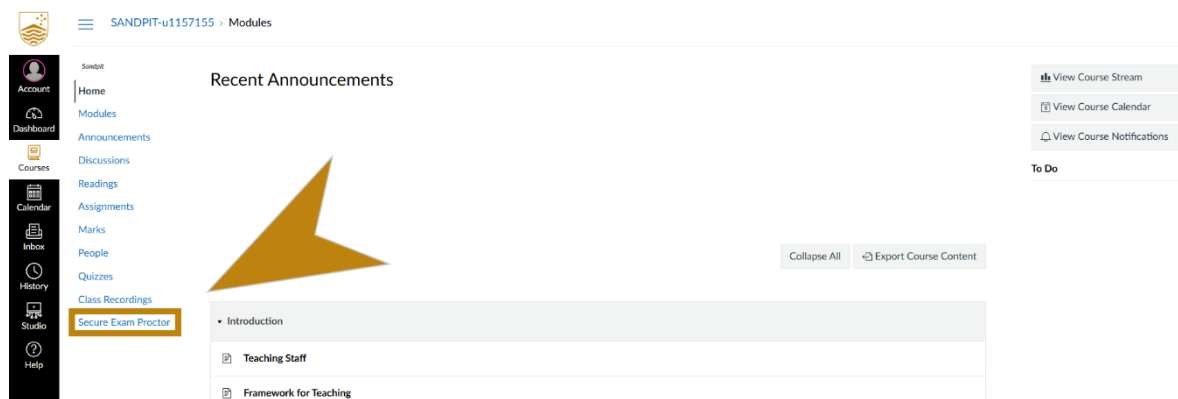 SANDPIT-u1157155 > Modules
Account
Dashboard
Courses
Calendar
Inbox
History
Studio
Help
Sandpit
Home
Modules
Announcements
Discussions
Readings
Assignments
Marks
People
Quizzes
Class Recordings
Secure Exam Proctor
Recent Announcements
Collapse All
Export Course Content
Introduction
Teaching Staff
Framework for Teaching
View Course Stream
View Course Calendar
View Course Notifications
To Do